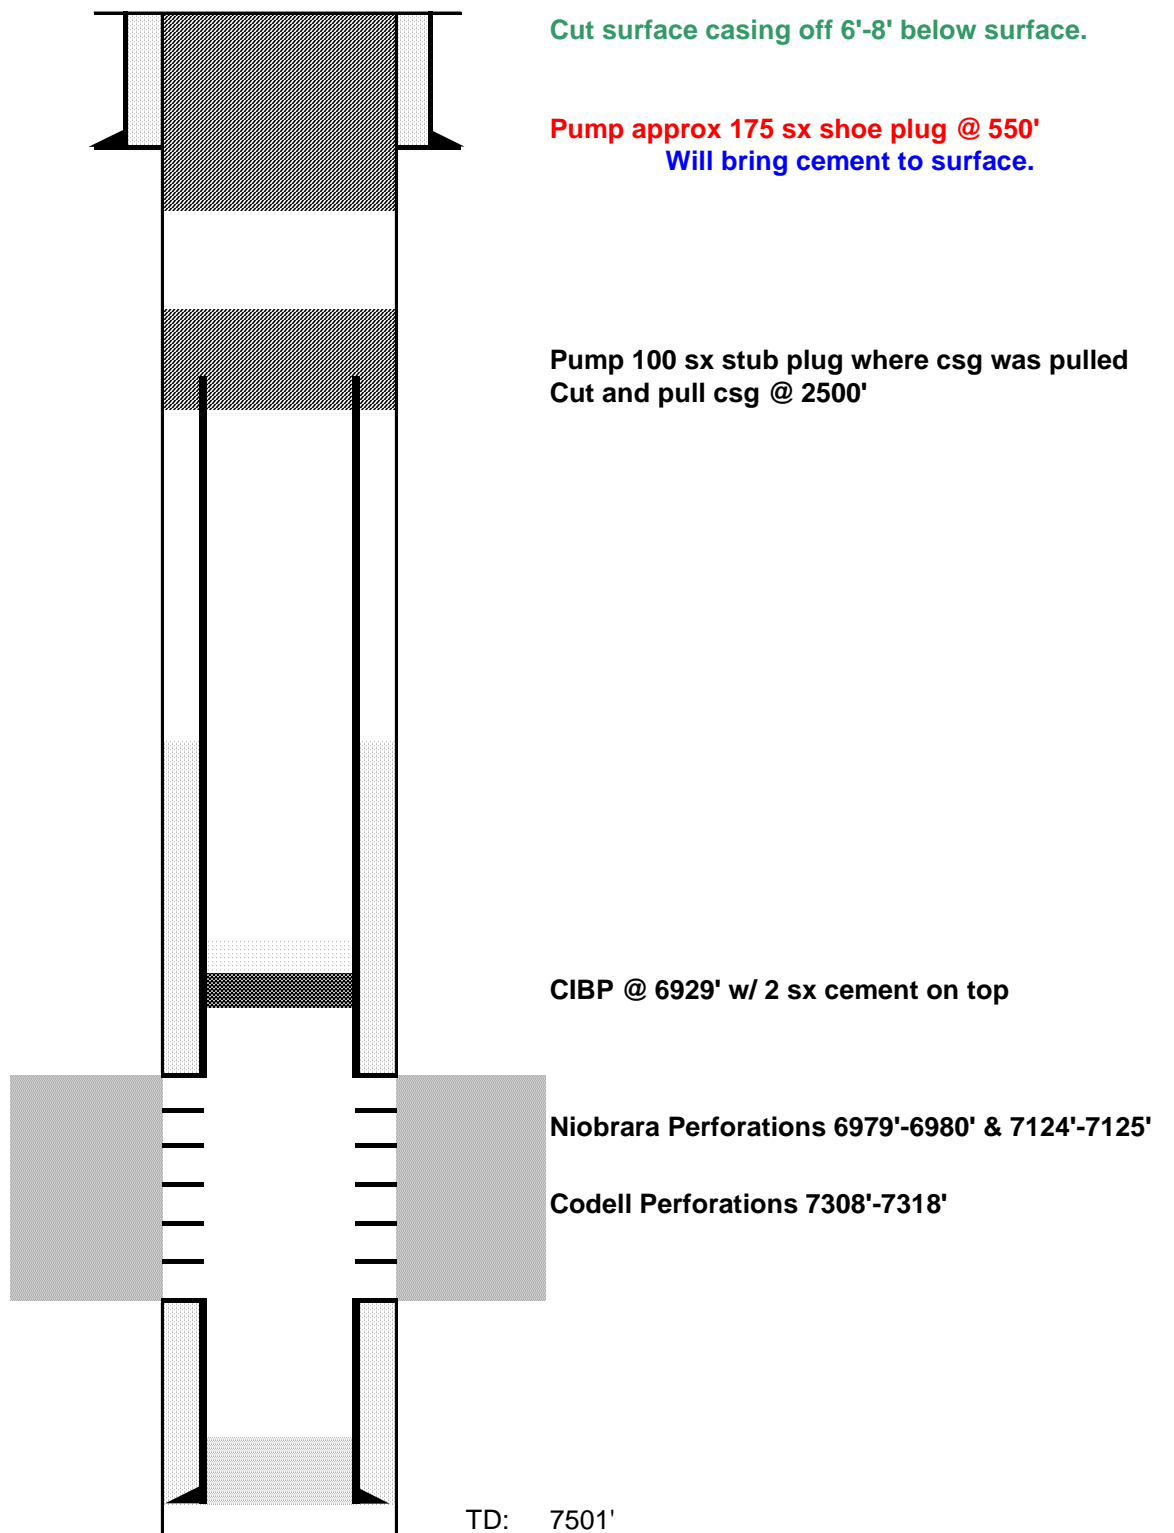 Cut surface casing off 6'-8' below surface.
Pump approx 175 sx shoe plug @ 550'
Will bring cement to surface.
Pump 100 sx stub plug where csg was pulled
Cut and pull csg @ 2500'
CIBP @ 6929' w/ 2 sx cement on top
Niobrara Perforations 6979'-6980' & 7124'-7125'
Codell Perforations 7308'-7318'
TD: 7501'